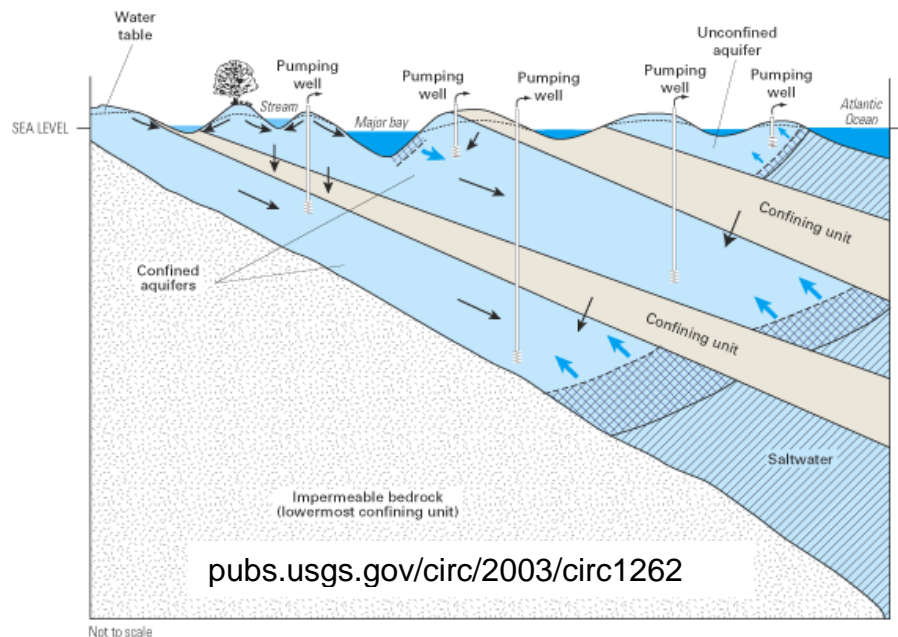 Water
table
Unconfined
aquifer
Pumping
well
Pumping
well
Pumping
well
Pumping
well
Pumping
well
Stream
Major bay
Atlantic
Ocean
SEA LEVEL
Confining unit
Confined
aquifers
Confining unit
Saltwater
Impermeable bedrock
(lowermost confining unit)
pubs.usgs.gov/circ/2003/circ1262
Not to scale